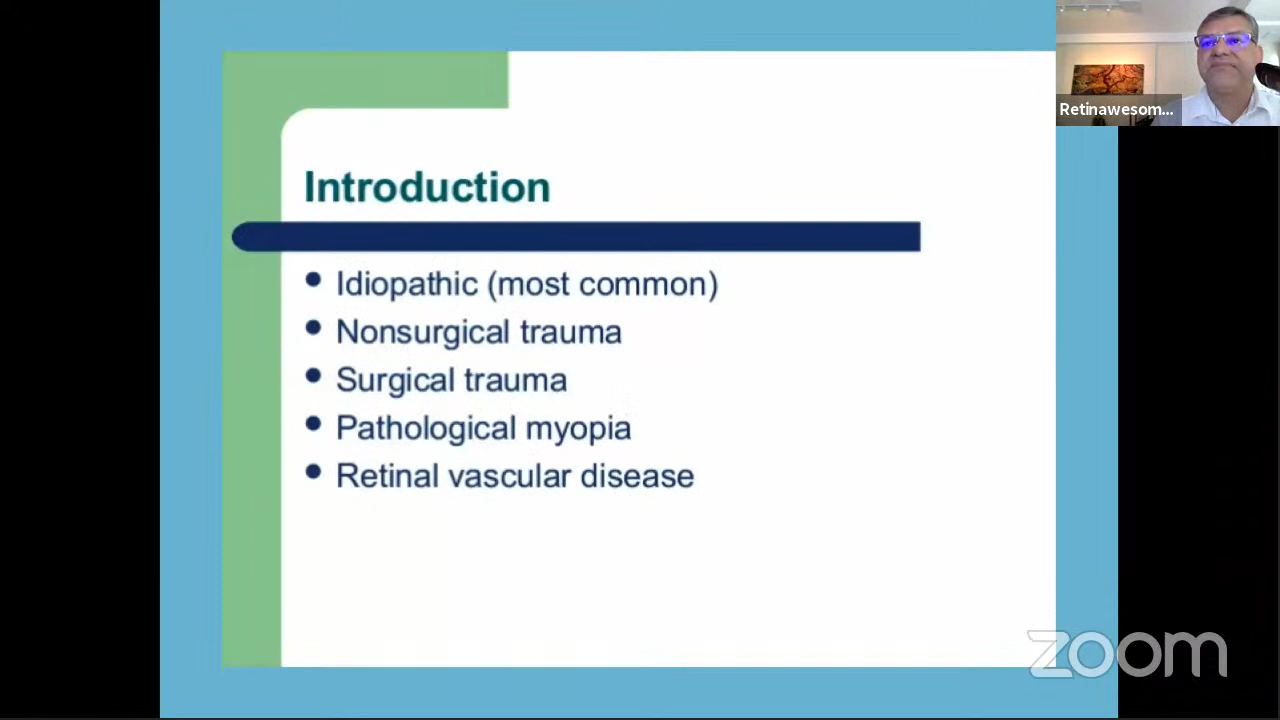 Retinawesom...
Introduction
Idiopathic (most common)
Nonsurgical trauma
Surgical trauma
Pathological myopia
Retinal vascular disease
zoom